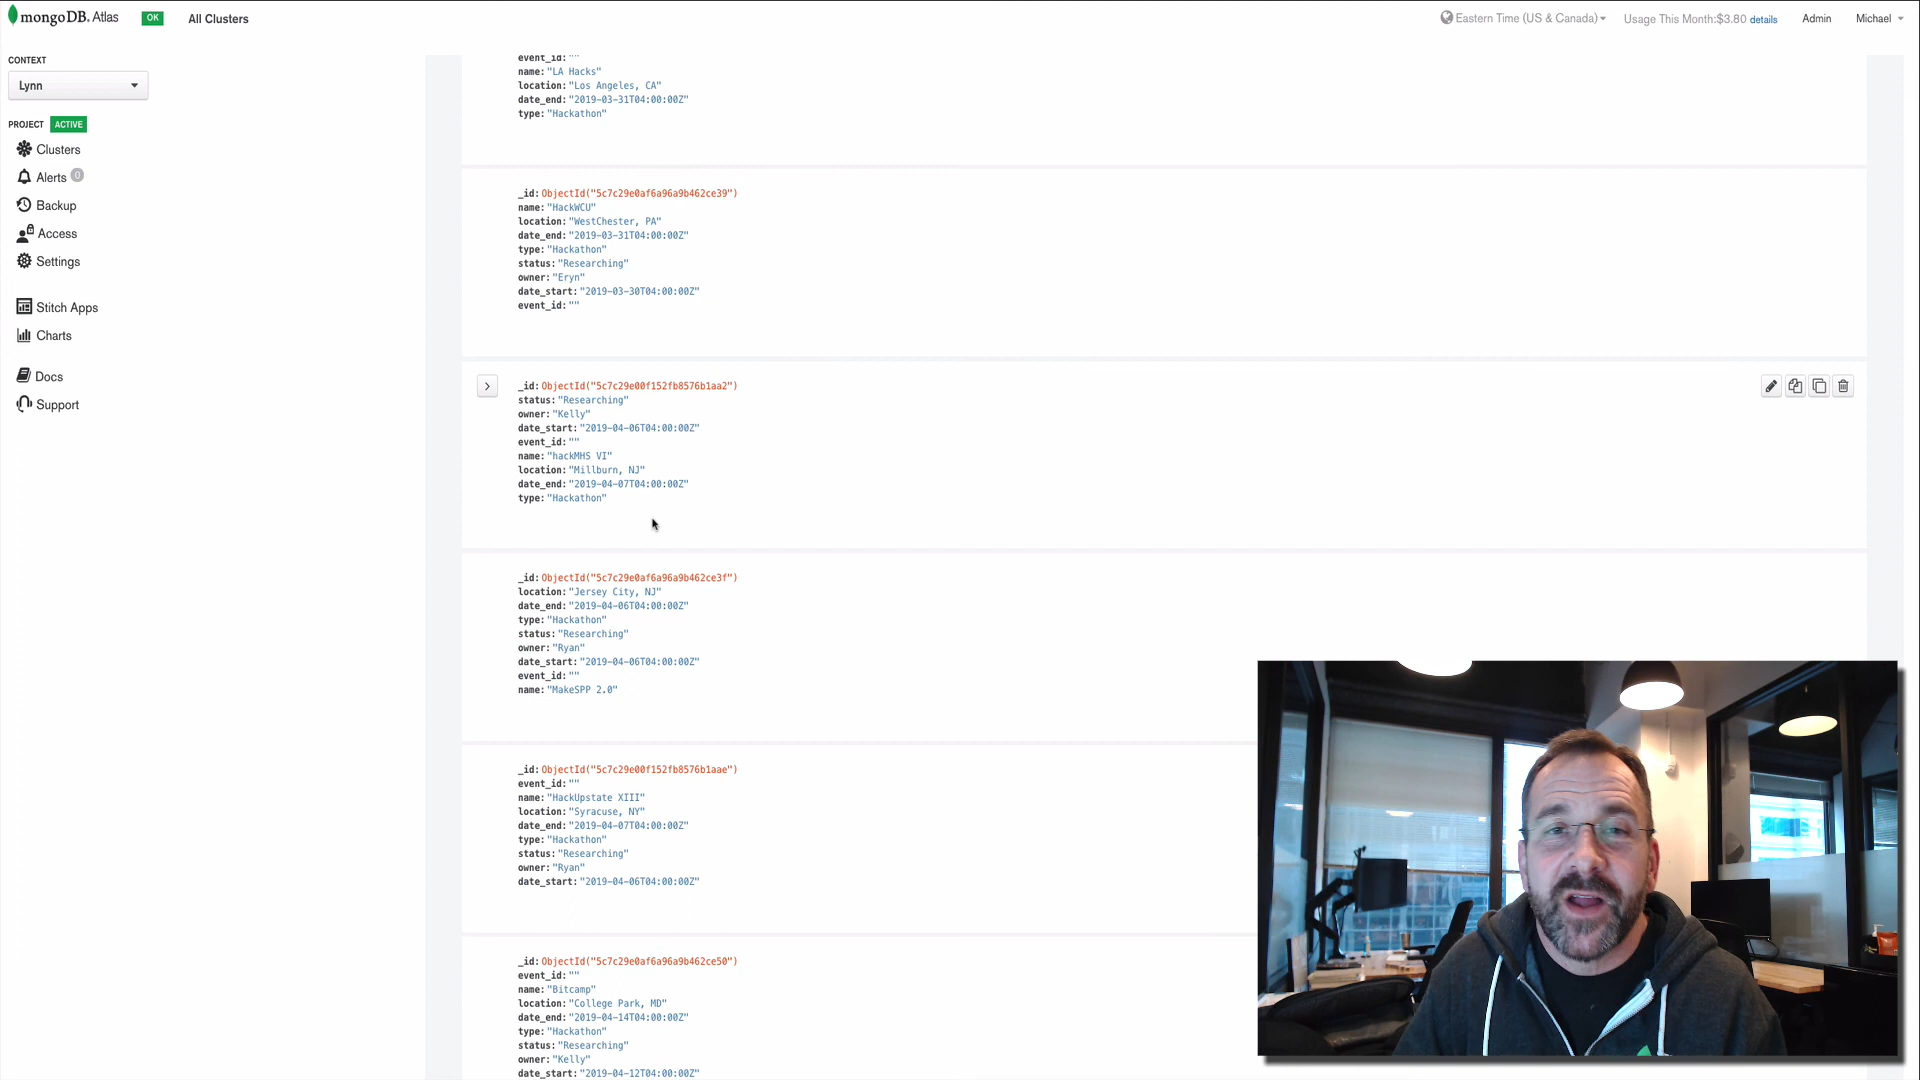 mongoDB. Atlas OK All Clusters Eastern Time (US & Canada) Usage This Month:$3.80 details Admin Michael
CONTEXT
Lynn
PROJECT ACTIVE
Clusters
Alerts 0
Backup
Access
Settings
Stitch Apps
Charts
Docs
Support
event_id: ""
name: "LA Hacks"
location: "Los Angeles, CA"
date_end: "2019-03-31T04:00:00Z"
type: "Hackathon"
_id: ObjectId("5c7c29e0af6a96a9b462ce39")
name: "HackWCU"
location: "WestChester, PA"
date_end: "2019-03-31T04:00:00Z"
type: "Hackathon"
status: "Researching"
owner: "Eryn"
date_start: "2019-03-30T04:00:00Z"
event_id: ""
_id: ObjectId("5c7c29e00f152fb8576b1aa2")
status: "Researching"
owner: "Kelly"
date_start: "2019-04-06T04:00:00Z"
event_id: ""
name: "hackMHS VI"
location: "Millburn, NJ"
date_end: "2019-04-07T04:00:00Z"
type: "Hackathon"
_id: ObjectId("5c7c29e0af6a96a9b462ce3f")
location: "Jersey City, NJ"
date_end: "2019-04-06T04:00:00Z"
type: "Hackathon"
status: "Researching"
owner: "Ryan"
date_start: "2019-04-06T04:00:00Z"
event_id: ""
name: "MakeSPP 2.0"
_id: ObjectId("5c7c29e00f152fb8576b1aae")
event_id: ""
name: "HackUpstate XIII"
location: "Syracuse, NY"
date_end: "2019-04-07T04:00:00Z"
type: "Hackathon"
status: "Researching"
owner: "Ryan"
date_start: "2019-04-06T04:00:00Z"
_id: ObjectId("5c7c29e0af6a96a9b462ce50")
event_id: ""
name: "Bitcamp"
location: "College Park, MD"
date_end: "2019-04-14T04:00:00Z"
type: "Hackathon"
status: "Researching"
owner: "Kelly"
date_start: "2019-04-12T04:00:00Z"